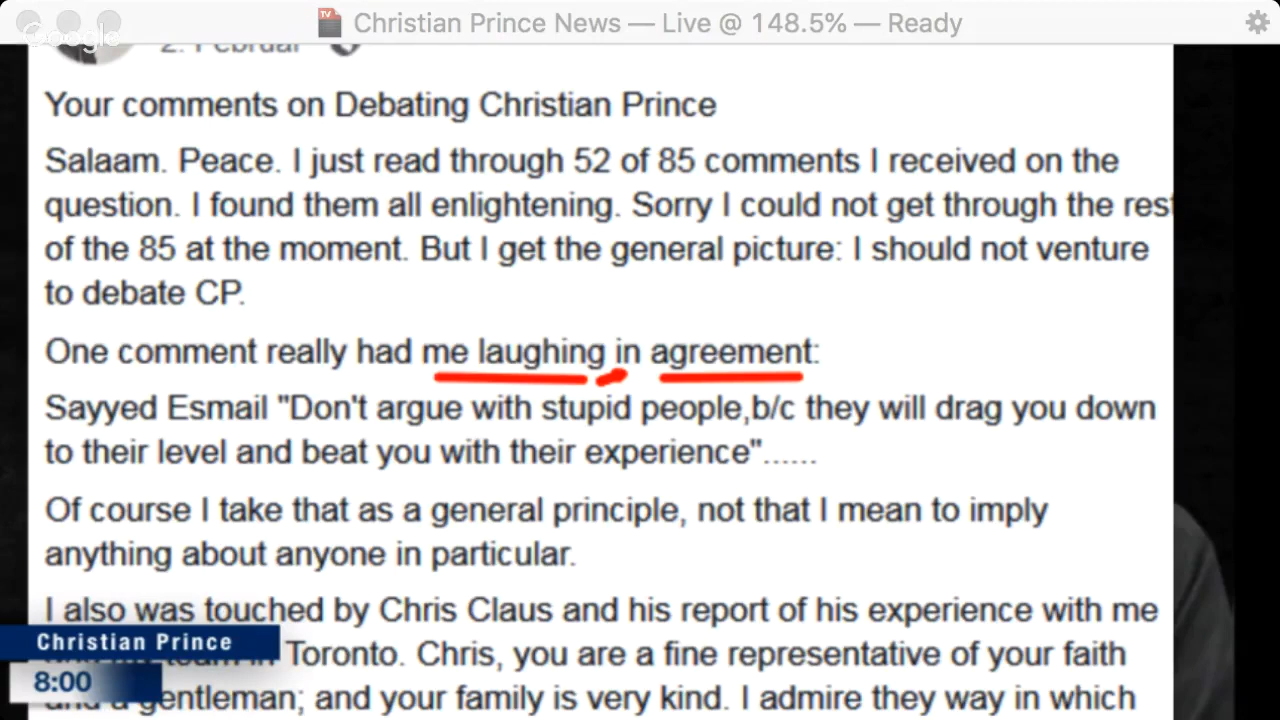 Christian Prince News — Live @ 148.5% — Ready
Google
2. Februar
Your comments on Debating Christian Prince
Salaam. Peace. I just read through 52 of 85 comments I received on the
question. I found them all enlightening. Sorry I could not get through the rest
of the 85 at the moment. But I get the general picture: I should not venture
to debate CP.
One comment really had me laughing in agreement:
Sayyed Esmail "Don't argue with stupid people,b/c they will drag you down
to their level and beat you with their experience"......
Of course I take that as a general principle, not that I mean to imply
anything about anyone in particular.
I also was touched by Chris Claus and his report of his experience with me
Toronto. Chris, you are a fine representative of your faith
and a gentleman; and your family is very kind. I admire they way in which
Christian Prince
8:00